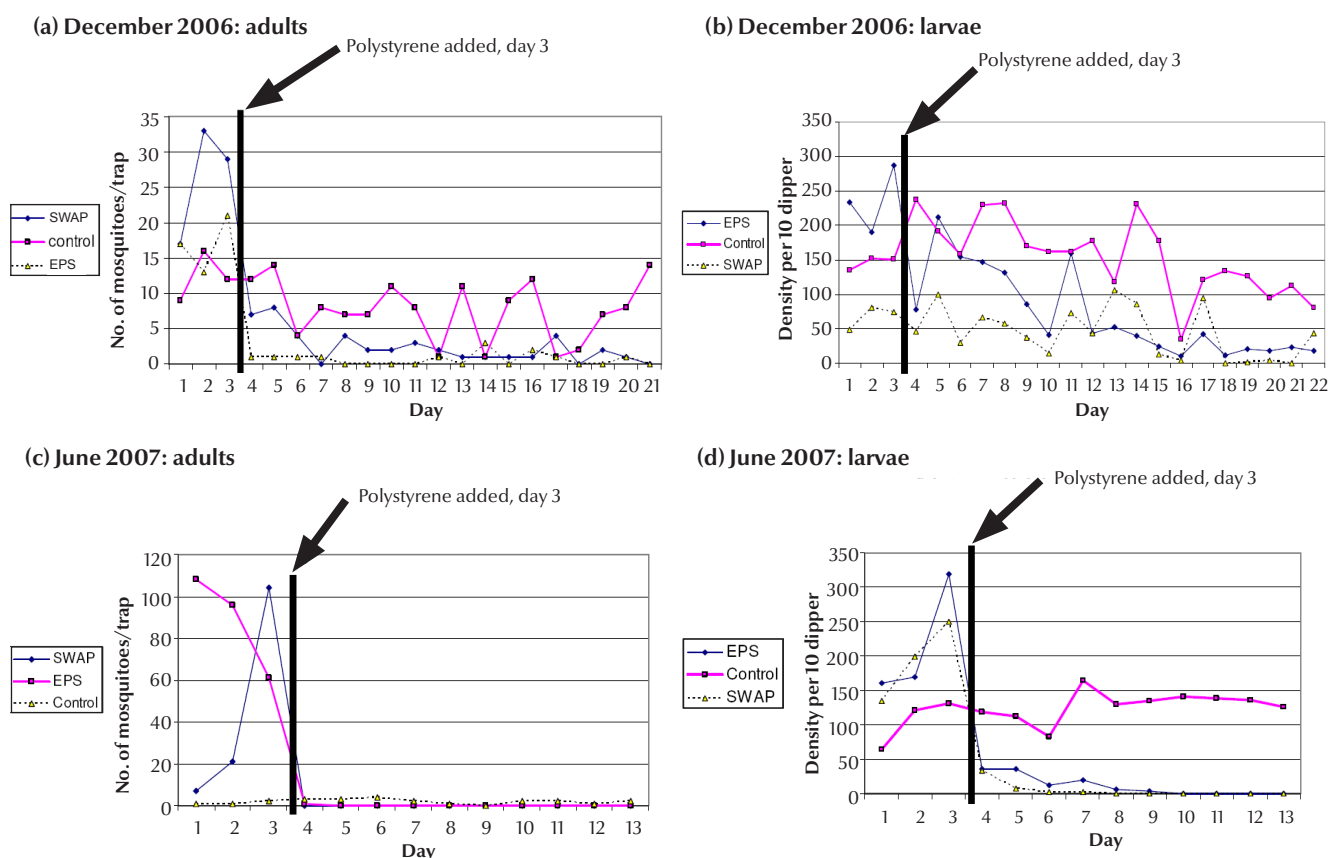 (a) December 2006: adults
Polystyrene added, day 3
No. of mosquitoes/trap
35
30
25
20
15
10
5
0
SWAP
control
EPS
1 2 3 4 5 6 7 8 9 10 11 12 13 14 15 16 17 18 19 20 21
Day
(b) December 2006: larvae
Polystyrene added, day 3
Density per 10 dipper
350
300
250
200
150
100
50
0
EPS
Control
SWAP
1 2 3 4 5 6 7 8 9 10 11 12 13 14 15 16 17 18 19 20 21 22
Day
(c) June 2007: adults
Polystyrene added, day 3
No. of mosquitoes/trap
120
100
80
60
40
20
0
SWAP
EPS
Control
1 2 3 4 5 6 7 8 9 10 11 12 13
Day
(d) June 2007: larvae
Polystyrene added, day 3
Density per 10 dipper
350
300
250
200
150
100
50
0
EPS
Control
SWAP
1 2 3 4 5 6 7 8 9 10 11 12 13
Day